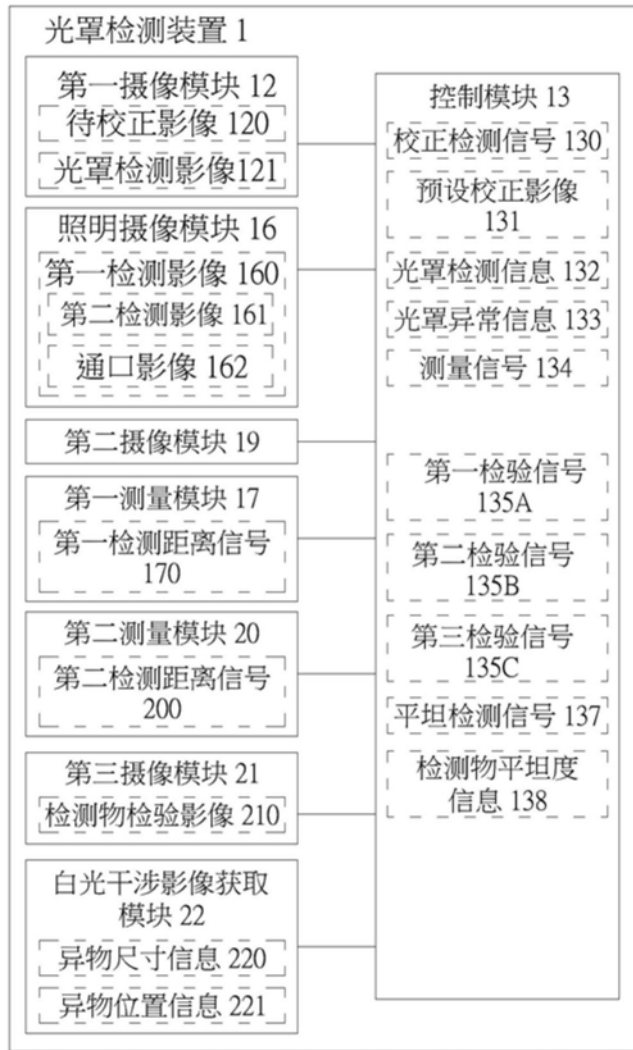 光罩检测装置 1
第一摄像模块 12
待校正影像 120
光罩检测影像121
照明摄像模块 16
第一检测影像 160
第二检测影像 161
通口影像 162
第二摄像模块 19
第一测量模块 17
第一检测距离信号
170
第二测量模块 20
第二检测距离信号
200
第三摄像模块 21
检测物检验影像 210
白光干涉影像获取
模块 22
异物尺寸信息 220
异物位置信息 221
控制模块 13
校正检测信号 130
预设校正影像
131
光罩检测信息 132
光罩异常信息 133
测量信号 134
第一检验信号
135A
第二检验信号
135B
第三检验信号
135C
平坦检测信号 137
检测物平坦度
信息 138